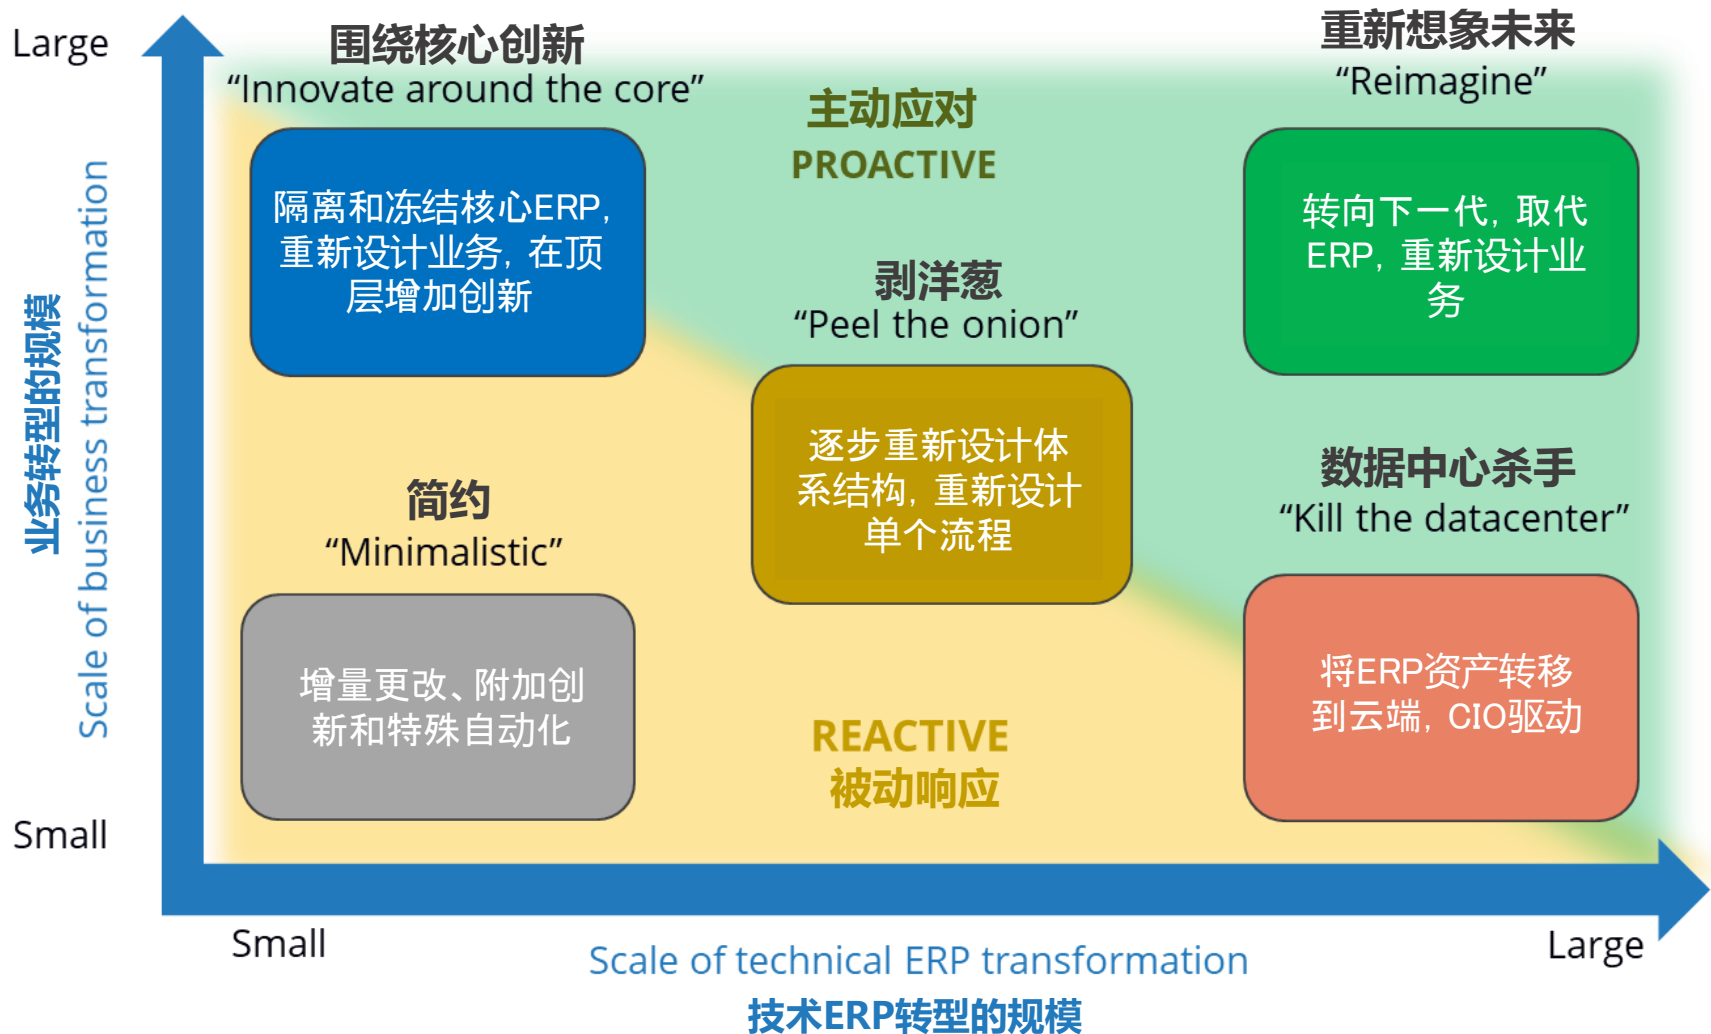 Large
围绕核心创新
“Innovate around the core”
重新想象未来
“Reimagine”
主动应对
PROACTIVE
隔离和冻结核心ERP,
重新设计业务, 在顶
层增加创新
转向下一代, 取代
ERP, 重新设计业
务
剥洋葱
“Peel the onion”
逐步重新设计体
系结构, 重新设计
单个流程
业务转型的规模
Scale of business transformation
简约
“Minimalistic”
数据中心杀手
“Kill the datacenter”
增量更改、附加创
新和特殊自动化
将ERP资产转移
到云端, CIO驱动
REACTIVE
被动响应
Small
Small
Large
Scale of technical ERP transformation
技术ERP转型的规模